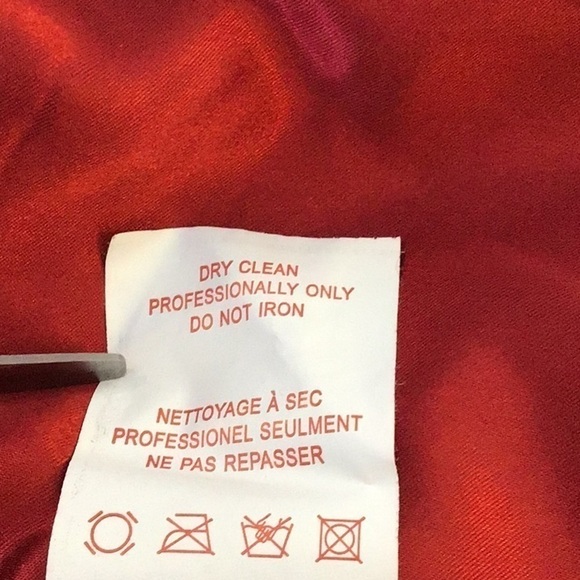 DRY CLEAN
PROFESSIONALLY ONLY
DO NOT IRON
NETTOYAGE À SEC
PROFESSIONEL SEULMENT
NE PAS REPASSER